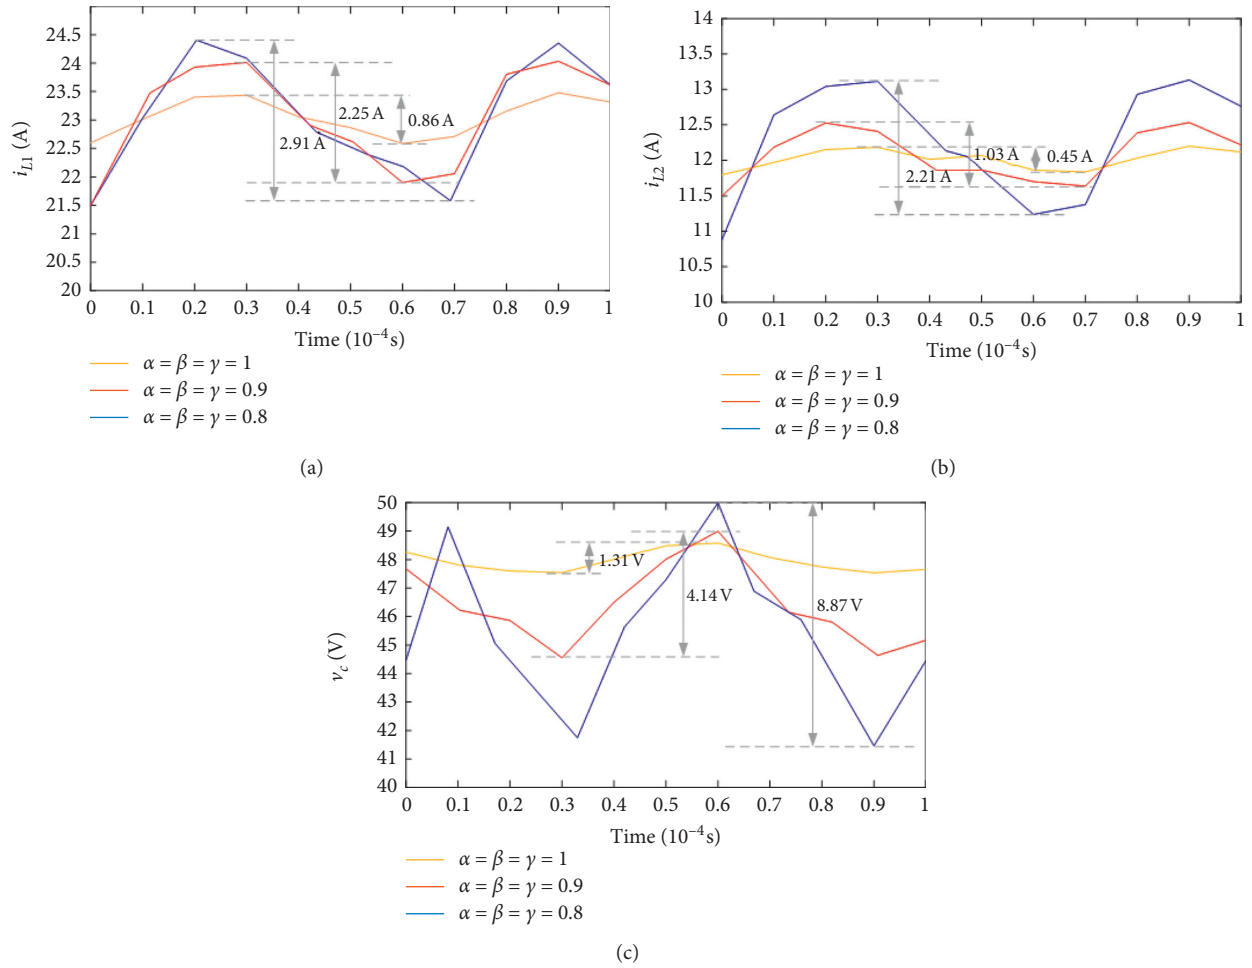 24.5
24
23.5
23
22.5
22
21.5
21
20.5
20
i_L1 (A)
2.91 A
2.25 A
0.86 A
0 0.1 0.2 0.3 0.4 0.5 0.6 0.7 0.8 0.9 1
Time (10⁻⁴s)
α = β = γ = 1
α = β = γ = 0.9
α = β = γ = 0.8
(a)
14
13.5
13
12.5
12
11.5
11
10.5
10
i_L2 (A)
2.21 A
1.03 A
0.45 A
0 0.1 0.2 0.3 0.4 0.5 0.6 0.7 0.8 0.9 1
Time (10⁻⁴s)
α = β = γ = 1
α = β = γ = 0.9
α = β = γ = 0.8
(b)
50
49
48
47
46
45
44
43
42
41
40
v_c (V)
1.31 V
4.14 V
8.87 V
0 0.1 0.2 0.3 0.4 0.5 0.6 0.7 0.8 0.9 1
Time (10⁻⁴s)
α = β = γ = 1
α = β = γ = 0.9
α = β = γ = 0.8
(c)